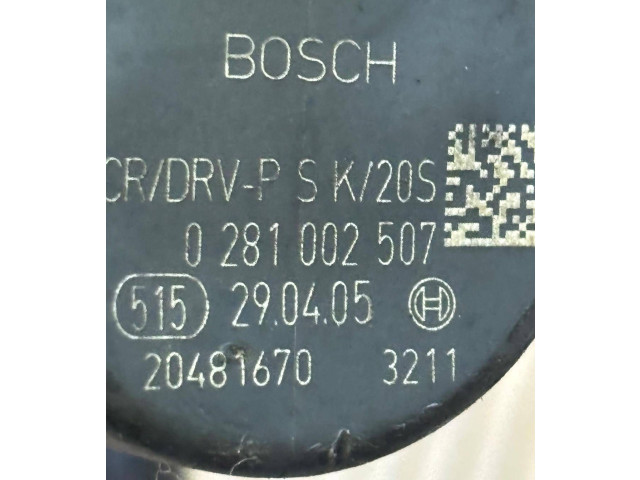 BOSCH
CR/DRV-P S K/20S
0 281 002 507
515 29.04.05
20481670 3211